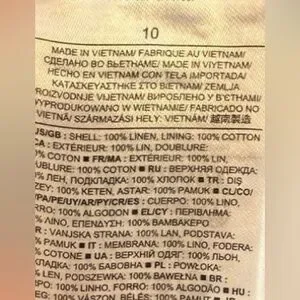 10
MADE IN VIETNAM/ FABRIQUE AU VIETNAM/
СДЕЛАНО ВО ВЬЕТНАМЕ/ MADE IN VIYETNAM/
HECHO EN VIETNAM CON TELA IMPORTADA/
ΚΑΤΑΣΚΕΥΑΣΤΗΚΕ ΣΤΟ ΒΙΕΤΝΑΜ/ ZEMLJA
PROIZVODNJE VIJETNAM/ ВИРОБЛЕНО У В'ЄТНАМІ/
WYPRODUKOWANO W WIETNAMIE/ FABRICADO NO
VIETNÃ/ SZÁRMAZÁSI HELY: VIETNÁM/ 越南製造
US/GB : SHELL: 100% LINEN, LINING: 100% COTTON
CA : EXTÉRIEUR: 100% LIN, DOUBLURE:
100% COTON ■ FR/MA : EXTÉRIEUR: 100% LIN,
DOUBLURE: 100% COTON ■ RU : ВЕРХНЯЯ ОДЕЖДА:
100% ЛЕН, ПОДКЛАДКА: 100% ХЛОПОК ■ TR : DIŞ
YÜZEY: 100% KETEN, ASTAR: 100% PAMUK ■ CL/CO/
PA/PE/UY/AR/PY/CR/ES : CUERPO: 100% LINO,
FORRO: 100% ALGODON ■ EL/CY : ΠΕΡΙΒΛΗΜΑ:
100% ΛΙΝΟ, ΕΠΕΝΔΥΣΗ: 100% ΒΑΜΒΑΚΕΡΟ
HR : VANJSKA STRANA: 100% LAN, PODSTAVA:
100% PAMUK ■ IT : MEMBRANA: 100% LINO, FODERA:
100% COTONE ■ UA : ВЕРХНІЙ ОДЯГ: 100% ЛЬОН,
ПІДКЛАДКА: 100% БАВОВНА ■ PL : POWŁOKA:
100% LEN, PODSZEWKA: 100% BAWEŁNA ■ BR :
CORPO: 100% LINHO, FORRO: 100% ALGODÃO ■ HU :
100% VÁSZON, BÉLÉS: 100% PAMUT